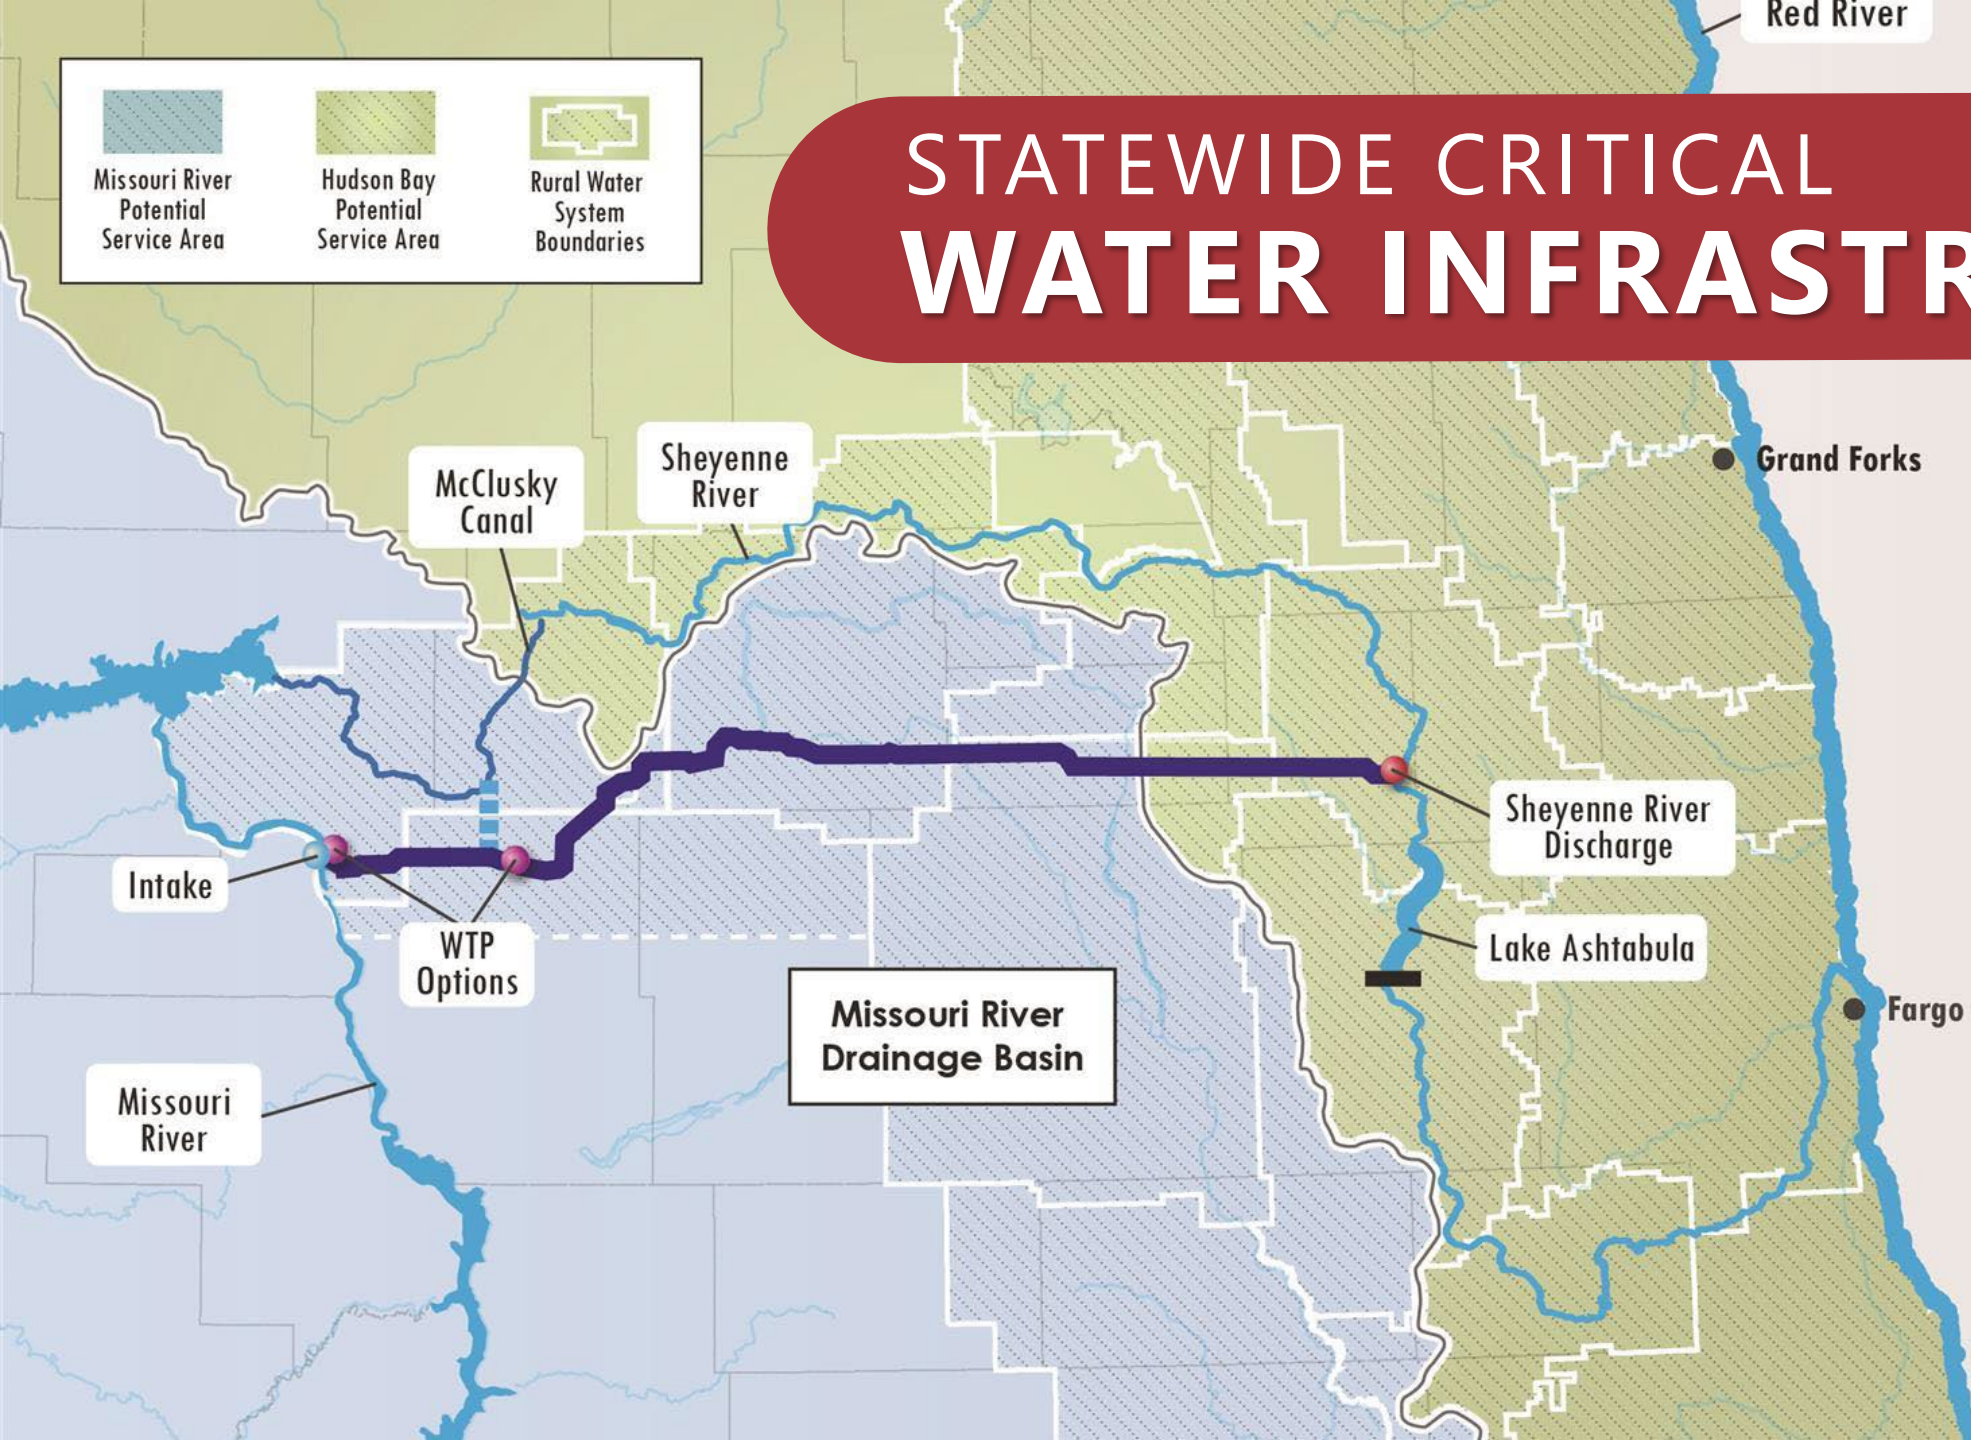 Red River
STATEWIDE CRITICAL
WATER INFRASTR
Missouri River
Potential
Service Area
Hudson Bay
Potential
Service Area
Rural Water
System
Boundaries
Sheyenne
River
McClusky
Canal
Grand Forks
Sheyenne River
Discharge
Intake
WTP
Options
Lake Ashtabula
Missouri River
Drainage Basin
Fargo
Missouri
River